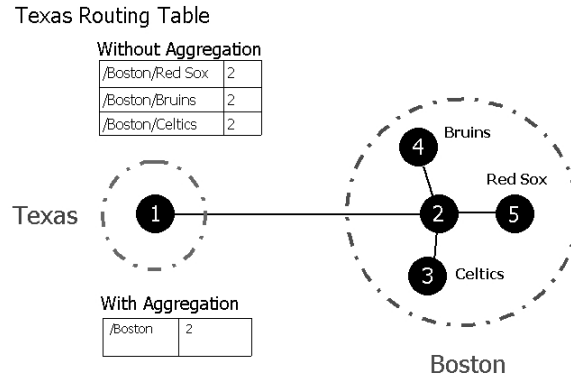 Texas Routing Table
Without Aggregation
/Boston/Red Sox 2
/Boston/Bruins 2
/Boston/Celtics 2
4 Bruins
Red Sox
Texas 1 2 5
3 Celtics
With Aggregation
/Boston 2
Boston